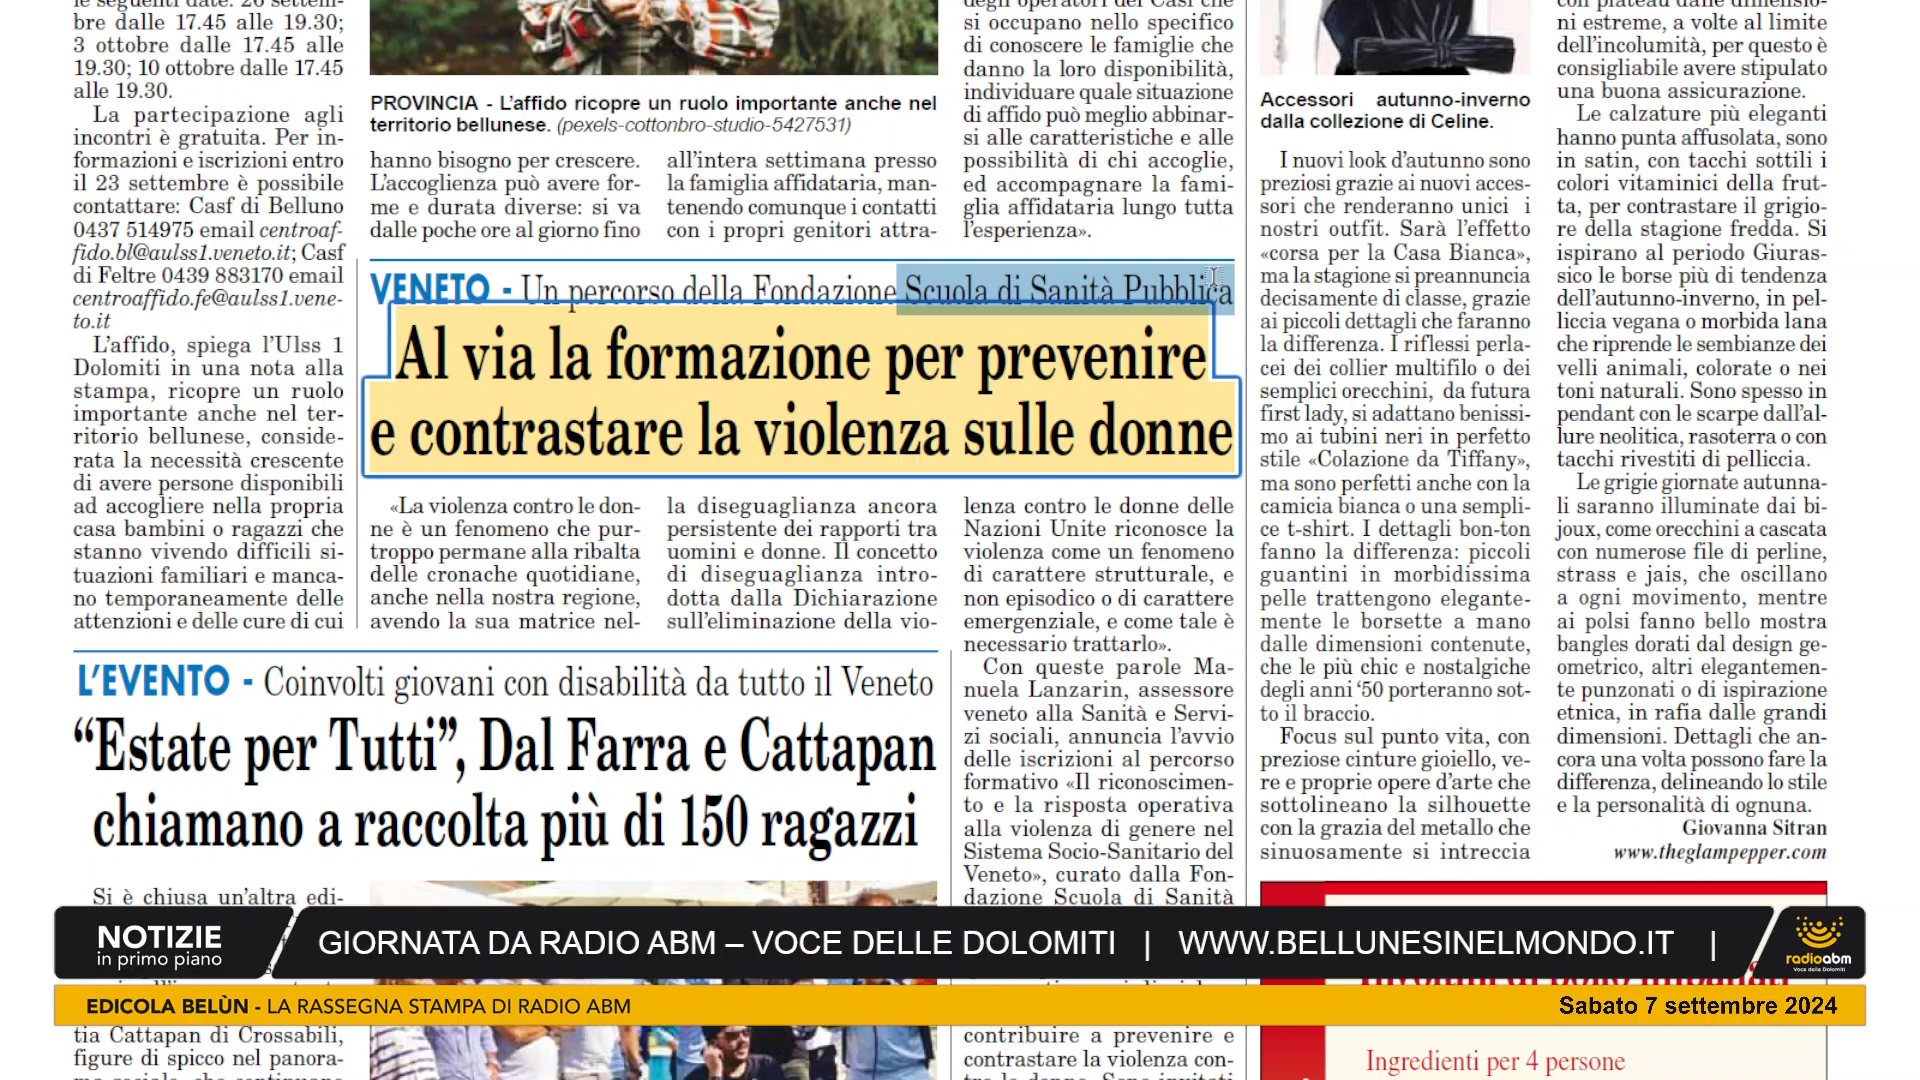 le seguenti date: 26 settem-
bre dalle 17.45 alle 19.30;
3 ottobre dalle 17.45 alle
19.30; 10 ottobre dalle 17.45
alle 19.30.
La partecipazione agli
incontri è gratuita. Per in-
formazioni e iscrizioni entro
il 23 settembre è possibile
contattare: Casf di Belluno
0437 514975 email centroaf-
fido.bl@aulss1.veneto.it; Casf
di Feltre 0439 883170 email
centroaffido.fe@aulss1.vene-
to.it
L’affido, spiega l’Ulss 1
Dolomiti in una nota alla
stampa, ricopre un ruolo
importante anche nel ter-
ritorio bellunese, conside-
rata la necessità crescente
di avere persone disponibili
ad accogliere nella propria
casa bambini o ragazzi che
stanno vivendo difficili si-
tuazioni familiari e manca-
no temporaneamente delle
attenzioni e delle cure di cui
PROVINCIA - L’affido ricopre un ruolo importante anche nel
territorio bellunese. (pexels-cottonbro-studio-5427531)
hanno bisogno per crescere.
L’accoglienza può avere for-
me e durata diverse: si va
dalle poche ore al giorno fino
all’intera settimana presso
la famiglia affidataria, man-
tenendo comunque i contatti
con i propri genitori attra-
degli operatori dei Casf che
si occupano nello specifico
di conoscere le famiglie che
danno la loro disponibilità,
individuare quale situazione
di affido può meglio abbinar-
si alle caratteristiche e alle
possibilità di chi accoglie,
ed accompagnare la fami-
glia affidataria lungo tutta
l’esperienza».
VENETO - Un percorso della Fondazione Scuola di Sanità Pubblica
Al via la formazione per prevenire
e contrastare la violenza sulle donne
«La violenza contro le don-
ne è un fenomeno che pur-
troppo permane alla ribalta
delle cronache quotidiane,
anche nella nostra regione,
avendo la sua matrice nel-
la diseguaglianza ancora
persistente dei rapporti tra
uomini e donne. Il concetto
di diseguaglianza intro-
dotta dalla Dichiarazione
sull’eliminazione della vio-
lenza contro le donne delle
Nazioni Unite riconosce la
violenza come un fenomeno
di carattere strutturale, e
non episodico o di carattere
emergenziale, e come tale è
necessario trattarlo».
Con queste parole Ma-
nuela Lanzarin, assessore
veneto alla Sanità e Servi-
zi sociali, annuncia l’avvio
delle iscrizioni al percorso
formativo «Il riconoscimen-
to e la risposta operativa
alla violenza di genere nel
Sistema Socio-Sanitario del
Veneto», curato dalla Fon-
dazione Scuola di Sanità
contribuire a prevenire e
contrastare la violenza con-
tro le donne. Sono invitati
L’EVENTO - Coinvolti giovani con disabilità da tutto il Veneto
“Estate per Tutti”, Dal Farra e Cattapan
chiamano a raccolta più di 150 ragazzi
Si è chiusa un’altra edi-
tia Cattapan di Crossabili,
figure di spicco nel panora-
Accessori autunno-inverno
dalla collezione di Celine.
I nuovi look d’autunno sono
preziosi grazie ai nuovi acces-
sori che renderanno unici i
nostri outfit. Sarà l’effetto
«corsa per la Casa Bianca»,
ma la stagione si preannuncia
decisamente di classe, grazie
ai piccoli dettagli che faranno
la differenza. I riflessi perla-
cei dei collier multifilo o dei
semplici orecchini, da futura
first lady, si adattano benissi-
mo ai tubini neri in perfetto
stile «Colazione da Tiffany»,
ma sono perfetti anche con la
camicia bianca o una sempli-
ce t-shirt. I dettagli bon-ton
fanno la differenza: piccoli
guantini in morbidissima
pelle trattengono elegante-
mente le borsette a mano
dalle dimensioni contenute,
che le più chic e nostalgiche
degli anni ‘50 porteranno sot-
to il braccio.
Focus sul punto vita, con
preziose cinture gioiello, ve-
re e proprie opere d’arte che
sottolineano la silhouette
con la grazia del metallo che
sinuosamente si intreccia
con plateau dalle dimensio-
ni estreme, a volte al limite
dell’incolumità, per questo è
consigliabile avere stipulato
una buona assicurazione.
Le calzature più eleganti
hanno punta affusolata, sono
in satin, con tacchi sottili i
colori vitaminici della frut-
ta, per contrastare il grigio-
re della stagione fredda. Si
ispirano al periodo Giuras-
sico le borse più di tendenza
dell’autunno-inverno, in pel-
liccia vegana o morbida lana
che riprende le sembianze dei
velli animali, colorate o nei
toni naturali. Sono spesso in
pendant con le scarpe dall’al-
lure neolitica, rasoterra o con
tacchi rivestiti di pelliccia.
Le grigie giornate autunna-
li saranno illuminate dai bi-
joux, come orecchini a cascata
con numerose file di perline,
strass e jais, che oscillano
a ogni movimento, mentre
ai polsi fanno bello mostra
bangles dorati dal design ge-
ometrico, altri elegantemen-
te punzonati o di ispirazione
etnica, in rafia dalle grandi
dimensioni. Dettagli che an-
cora una volta possono fare la
differenza, delineando lo stile
e la personalità di ognuna.
Giovanna Sitran
www.theglampepper.com
Ingredienti per 4 persone
NOTIZIE
in primo piano
GIORNATA DA RADIO ABM – VOCE DELLE DOLOMITI | WWW.BELLUNESINELMONDO.IT |
radioabm
Voce delle Dolomiti
EDICOLA BELÙN - LA RASSEGNA STAMPA DI RADIO ABM
Sabato 7 settembre 2024